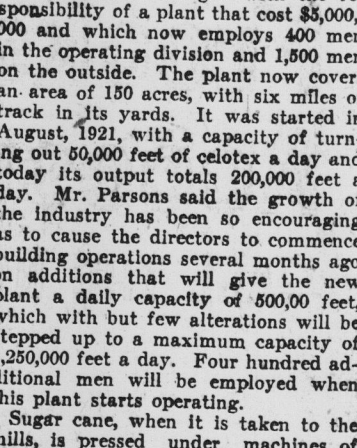 sponsibility of a plant that cost $5,000,
000 and which now employs 400 men
in the operating division and 1,500 men
on the outside. The plant now cover
an area of 150 acres, with six miles o
track in its yards. It was started i
August, 1921, with a capacity of turn
ng out 50,000 feet of celotex a day and
today its output totals 200,000 feet a
day. Mr. Parsons said the growth o
the industry has been so encouraging
as to cause the directors to commence
building operations several months ago
on additions that will give the new
plant a daily capacity of 500,00 feet,
which with but few alterations will be
stepped up to a maximum capacity of
,250,000 feet a day. Four hundred ad-
ditional men will be employed when
his plant starts operating.
Sugar cane, when it is taken to the
mills, is pressed under machines of